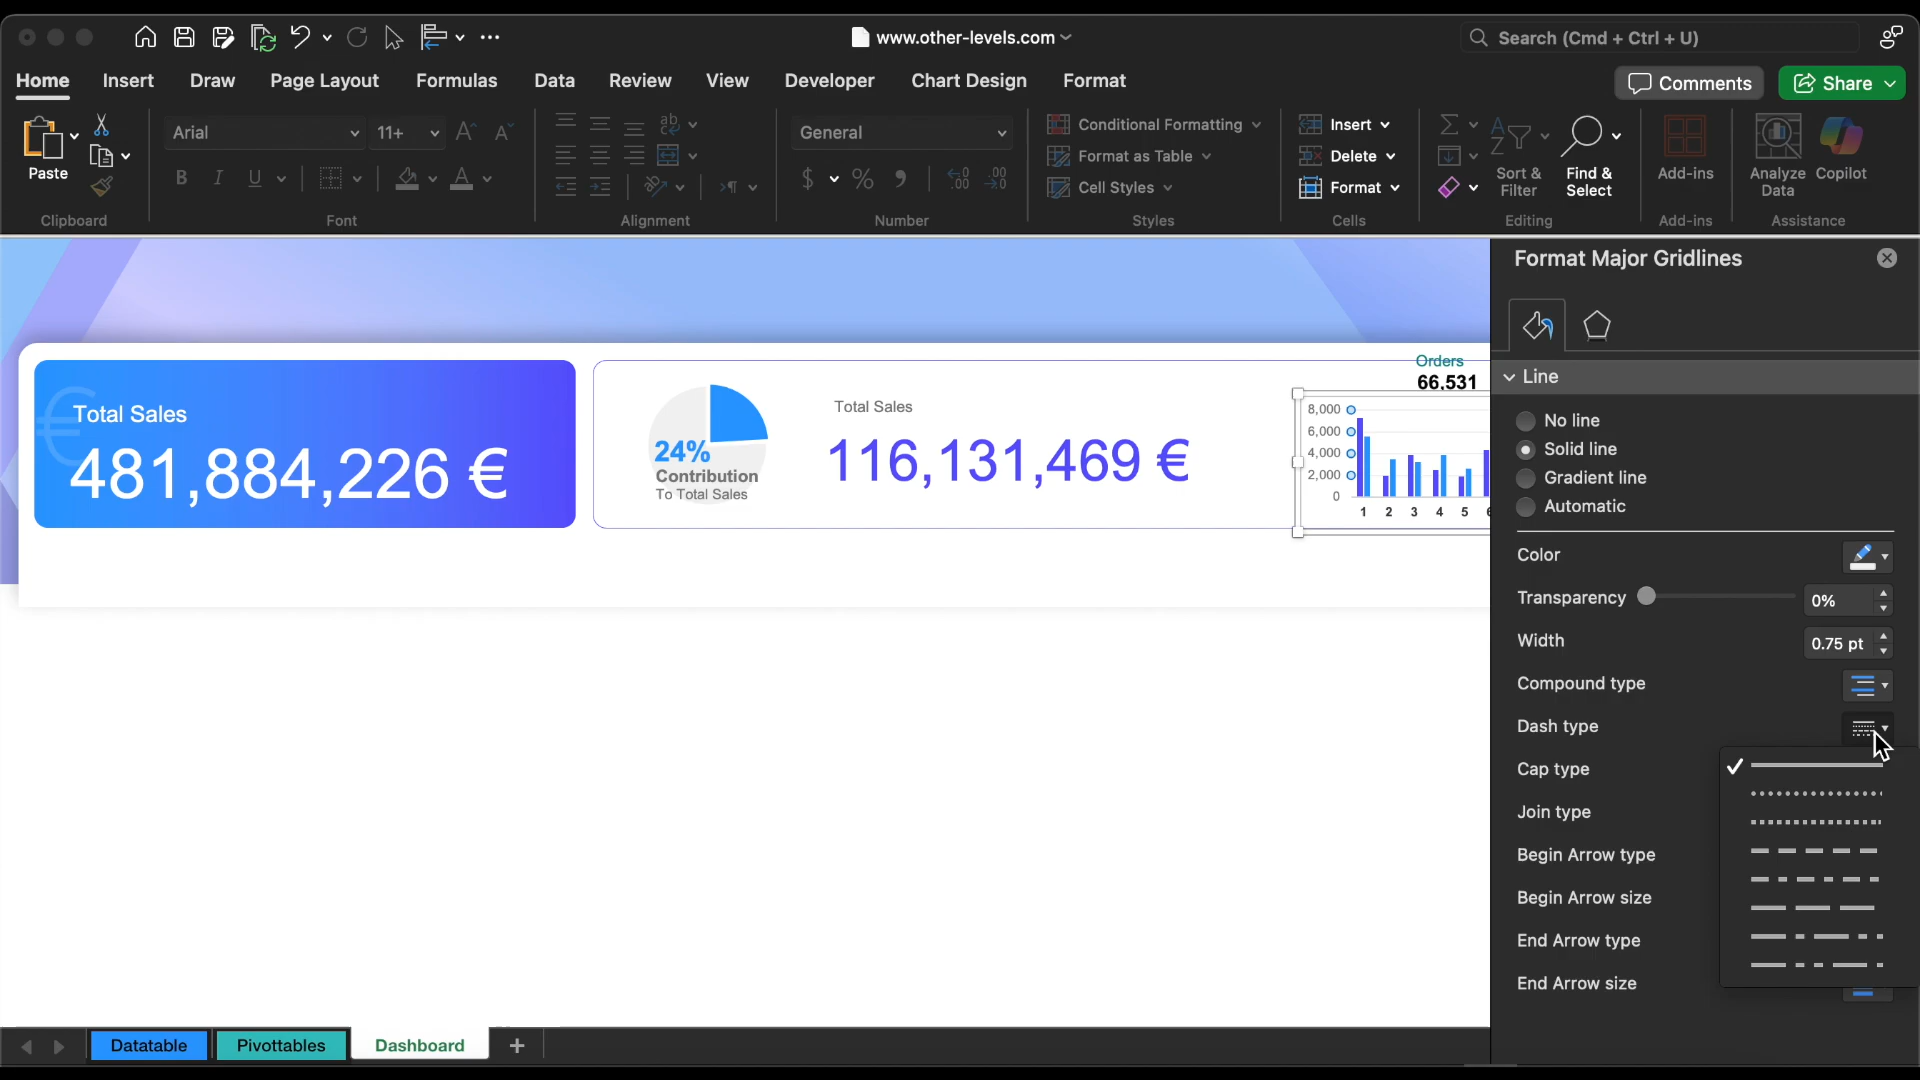 www.other-levels.com
Search (Cmd + Ctrl + U)
Home Insert Draw Page Layout Formulas Data Review View Developer Chart Design Format
Comments Share
Paste
Arial 11+
B I U A
General
$ %
Conditional Formatting
Format as Table
Cell Styles
Insert
Delete
Format
Sort & Filter
Find & Select
Add-ins
Analyze Data
Copilot
Clipboard Font Alignment Number Styles Cells Editing Add-ins Assistance
Format Major Gridlines
Total Sales
481,884,226 €
24%
Contribution
To Total Sales
Total Sales
116,131,469 €
Orders
66,531
8,000
6,000
4,000
2,000
0
1 2 3 4 5
Line
No line
Solid line
Gradient line
Automatic
Color
Transparency 0%
Width 0.75 pt
Compound type
Dash type
Cap type
Join type
Begin Arrow type
Begin Arrow size
End Arrow type
End Arrow size
Datatable Pivottables Dashboard